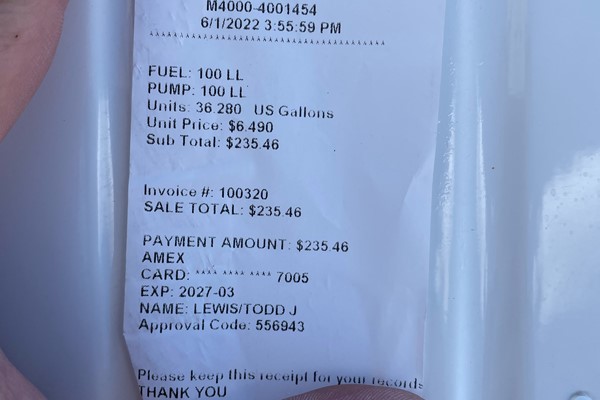 M4000-4001454
6/1/2022 3:55:59 PM
FUEL: 100 LL
PUMP: 100 LL
Units: 36.280 US Gallons
Unit Price: $6.490
Sub Total: $235.46
Invoice #: 100320
SALE TOTAL: $235.46
PAYMENT AMOUNT: $235.46
AMEX
CARD: **** **** **** 7005
EXP: 2027-03
NAME: LEWIS/TODD J
Approval Code: 556943
Please keep this receipt for your records
THANK YOU